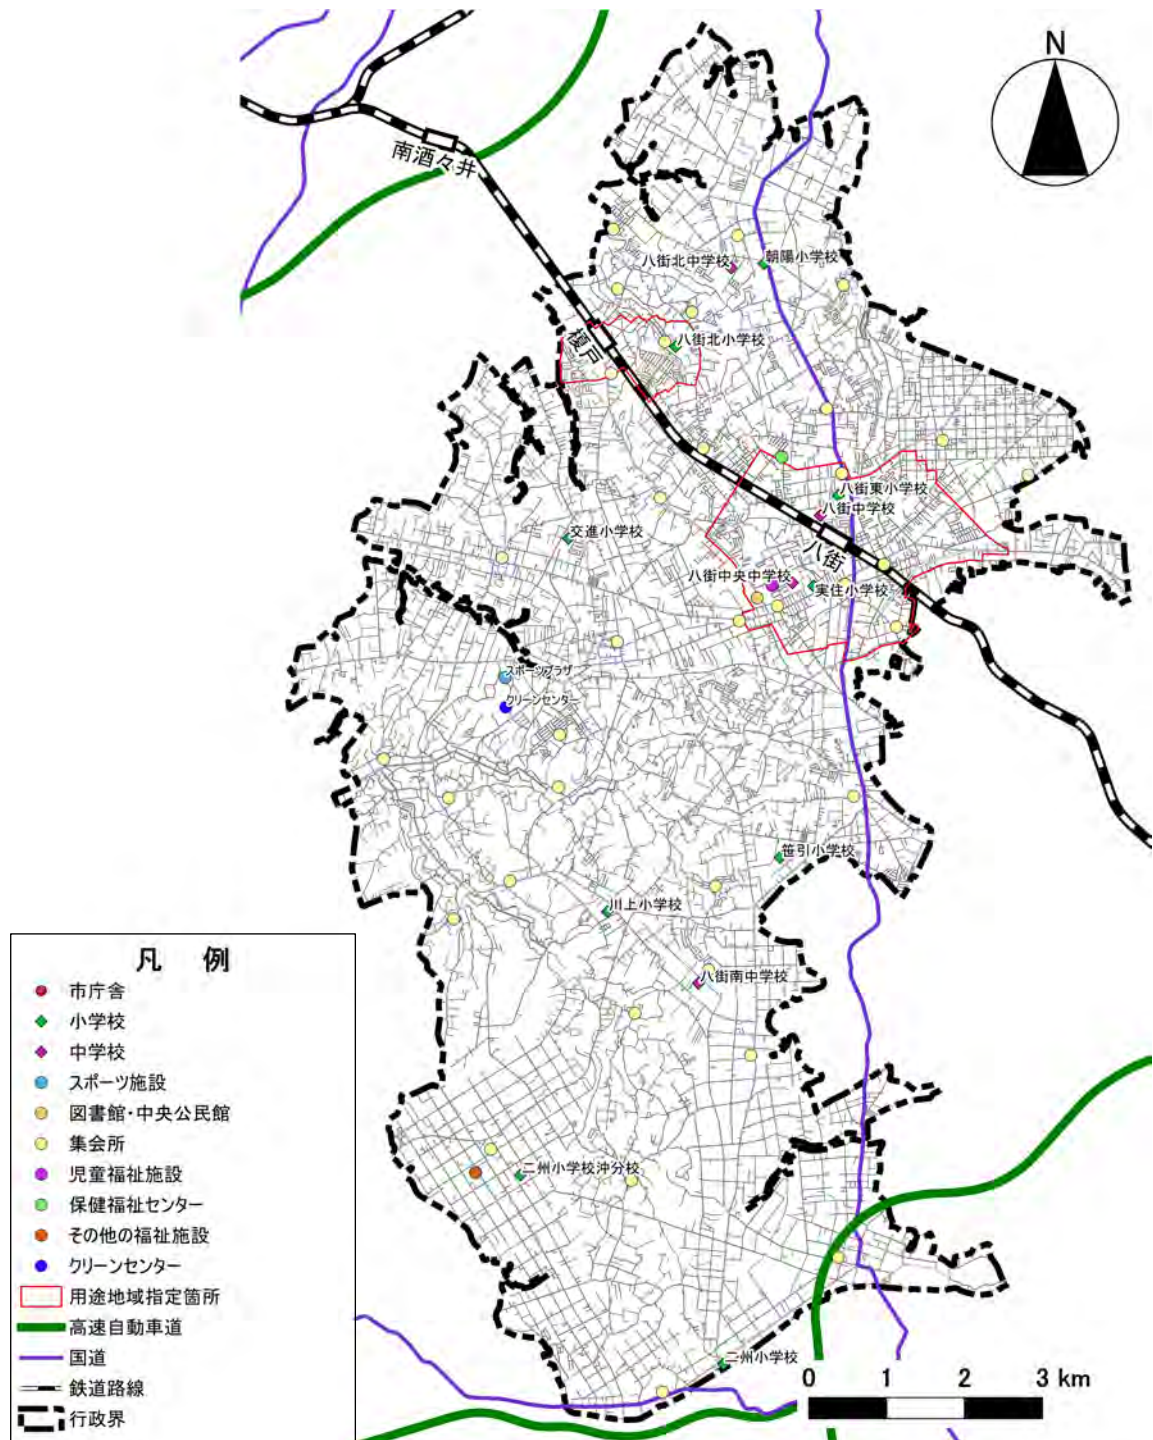 N
南酒々井
八街北中学校
朝陽小学校
榎戸
八街北小学校
八街東小学校
八街中学校
交進小学校
八街
八街中央中学校
実住小学校
スポーツプラザ
クリーンセンター
笹引小学校
川上小学校
八街南中学校
二州小学校沖分校
二州小学校
凡 例
市庁舎
小学校
中学校
スポーツ施設
図書館・中央公民館
集会所
児童福祉施設
保健福祉センター
その他の福祉施設
クリーンセンター
用途地域指定箇所
高速自動車道
国道
鉄道路線
行政界
0 1 2 3 km